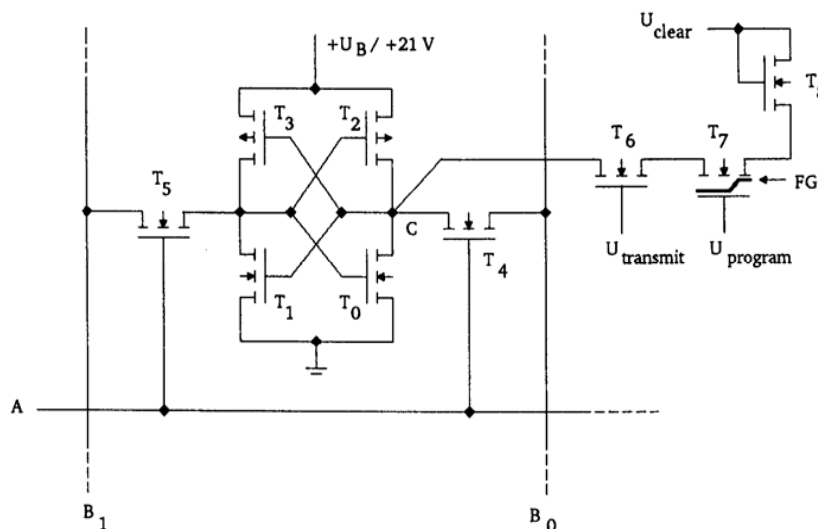 +U_B / +21 V
U_clear
T_3
T_2
T_6
T_7
T_5
FG
C
U_transmit
U_program
T_1
T_0
T_4
A
B_1
B_0